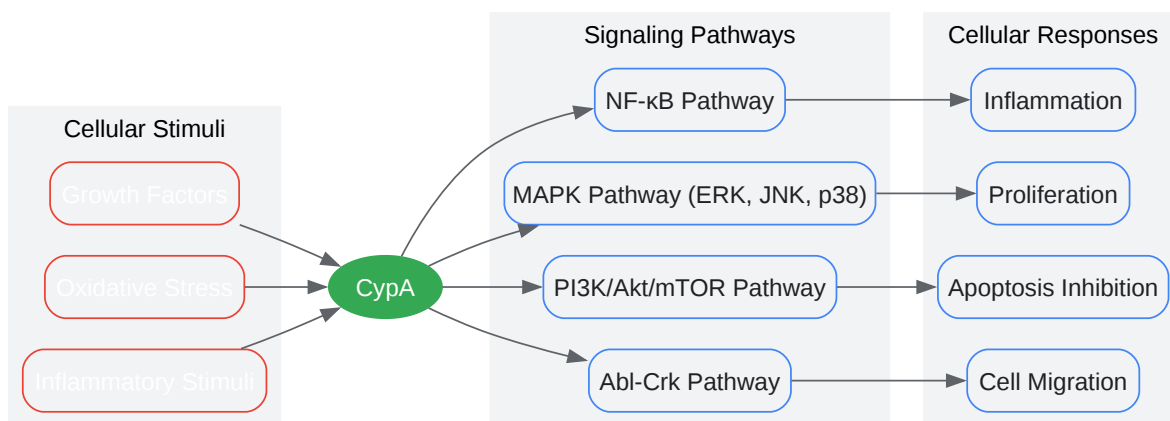 Cellular Stimuli
Growth Factors
Oxidative Stress
Inflammatory Stimuli
CypA
Signaling Pathways
NF-κB Pathway
MAPK Pathway (ERK, JNK, p38)
PI3K/Akt/mTOR Pathway
Abl-Crk Pathway
Cellular Responses
Inflammation
Proliferation
Apoptosis Inhibition
Cell Migration